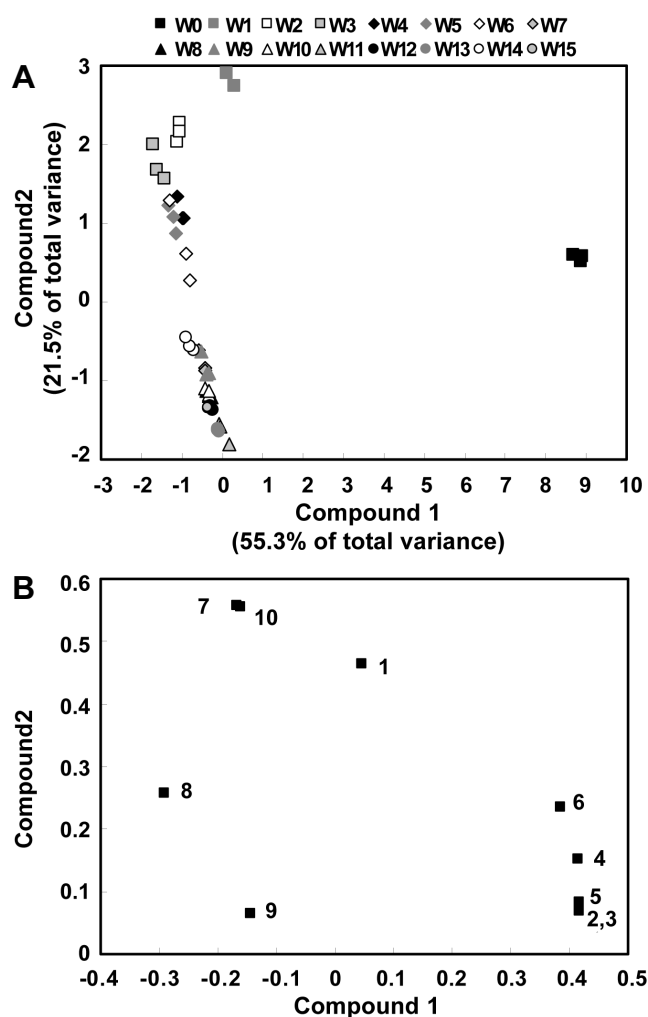 W0 W1 W2 W3 W4 W5 W6 W7
W8 W9 W10 W11 W12 W13 W14 W15
A
3
2
1
0
-1
-2
Compound2
(21.5% of total variance)
-3 -2 -1 0 1 2 3 4 5 6 7 8 9 10
Compound 1
(55.3% of total variance)
B
0.6
0.5
0.4
0.3
0.2
0.1
0
Compound2
7 10
1
8
6
4
5
9
2,3
-0.4 -0.3 -0.2 -0.1 0 0.1 0.2 0.3 0.4 0.5
Compound 1